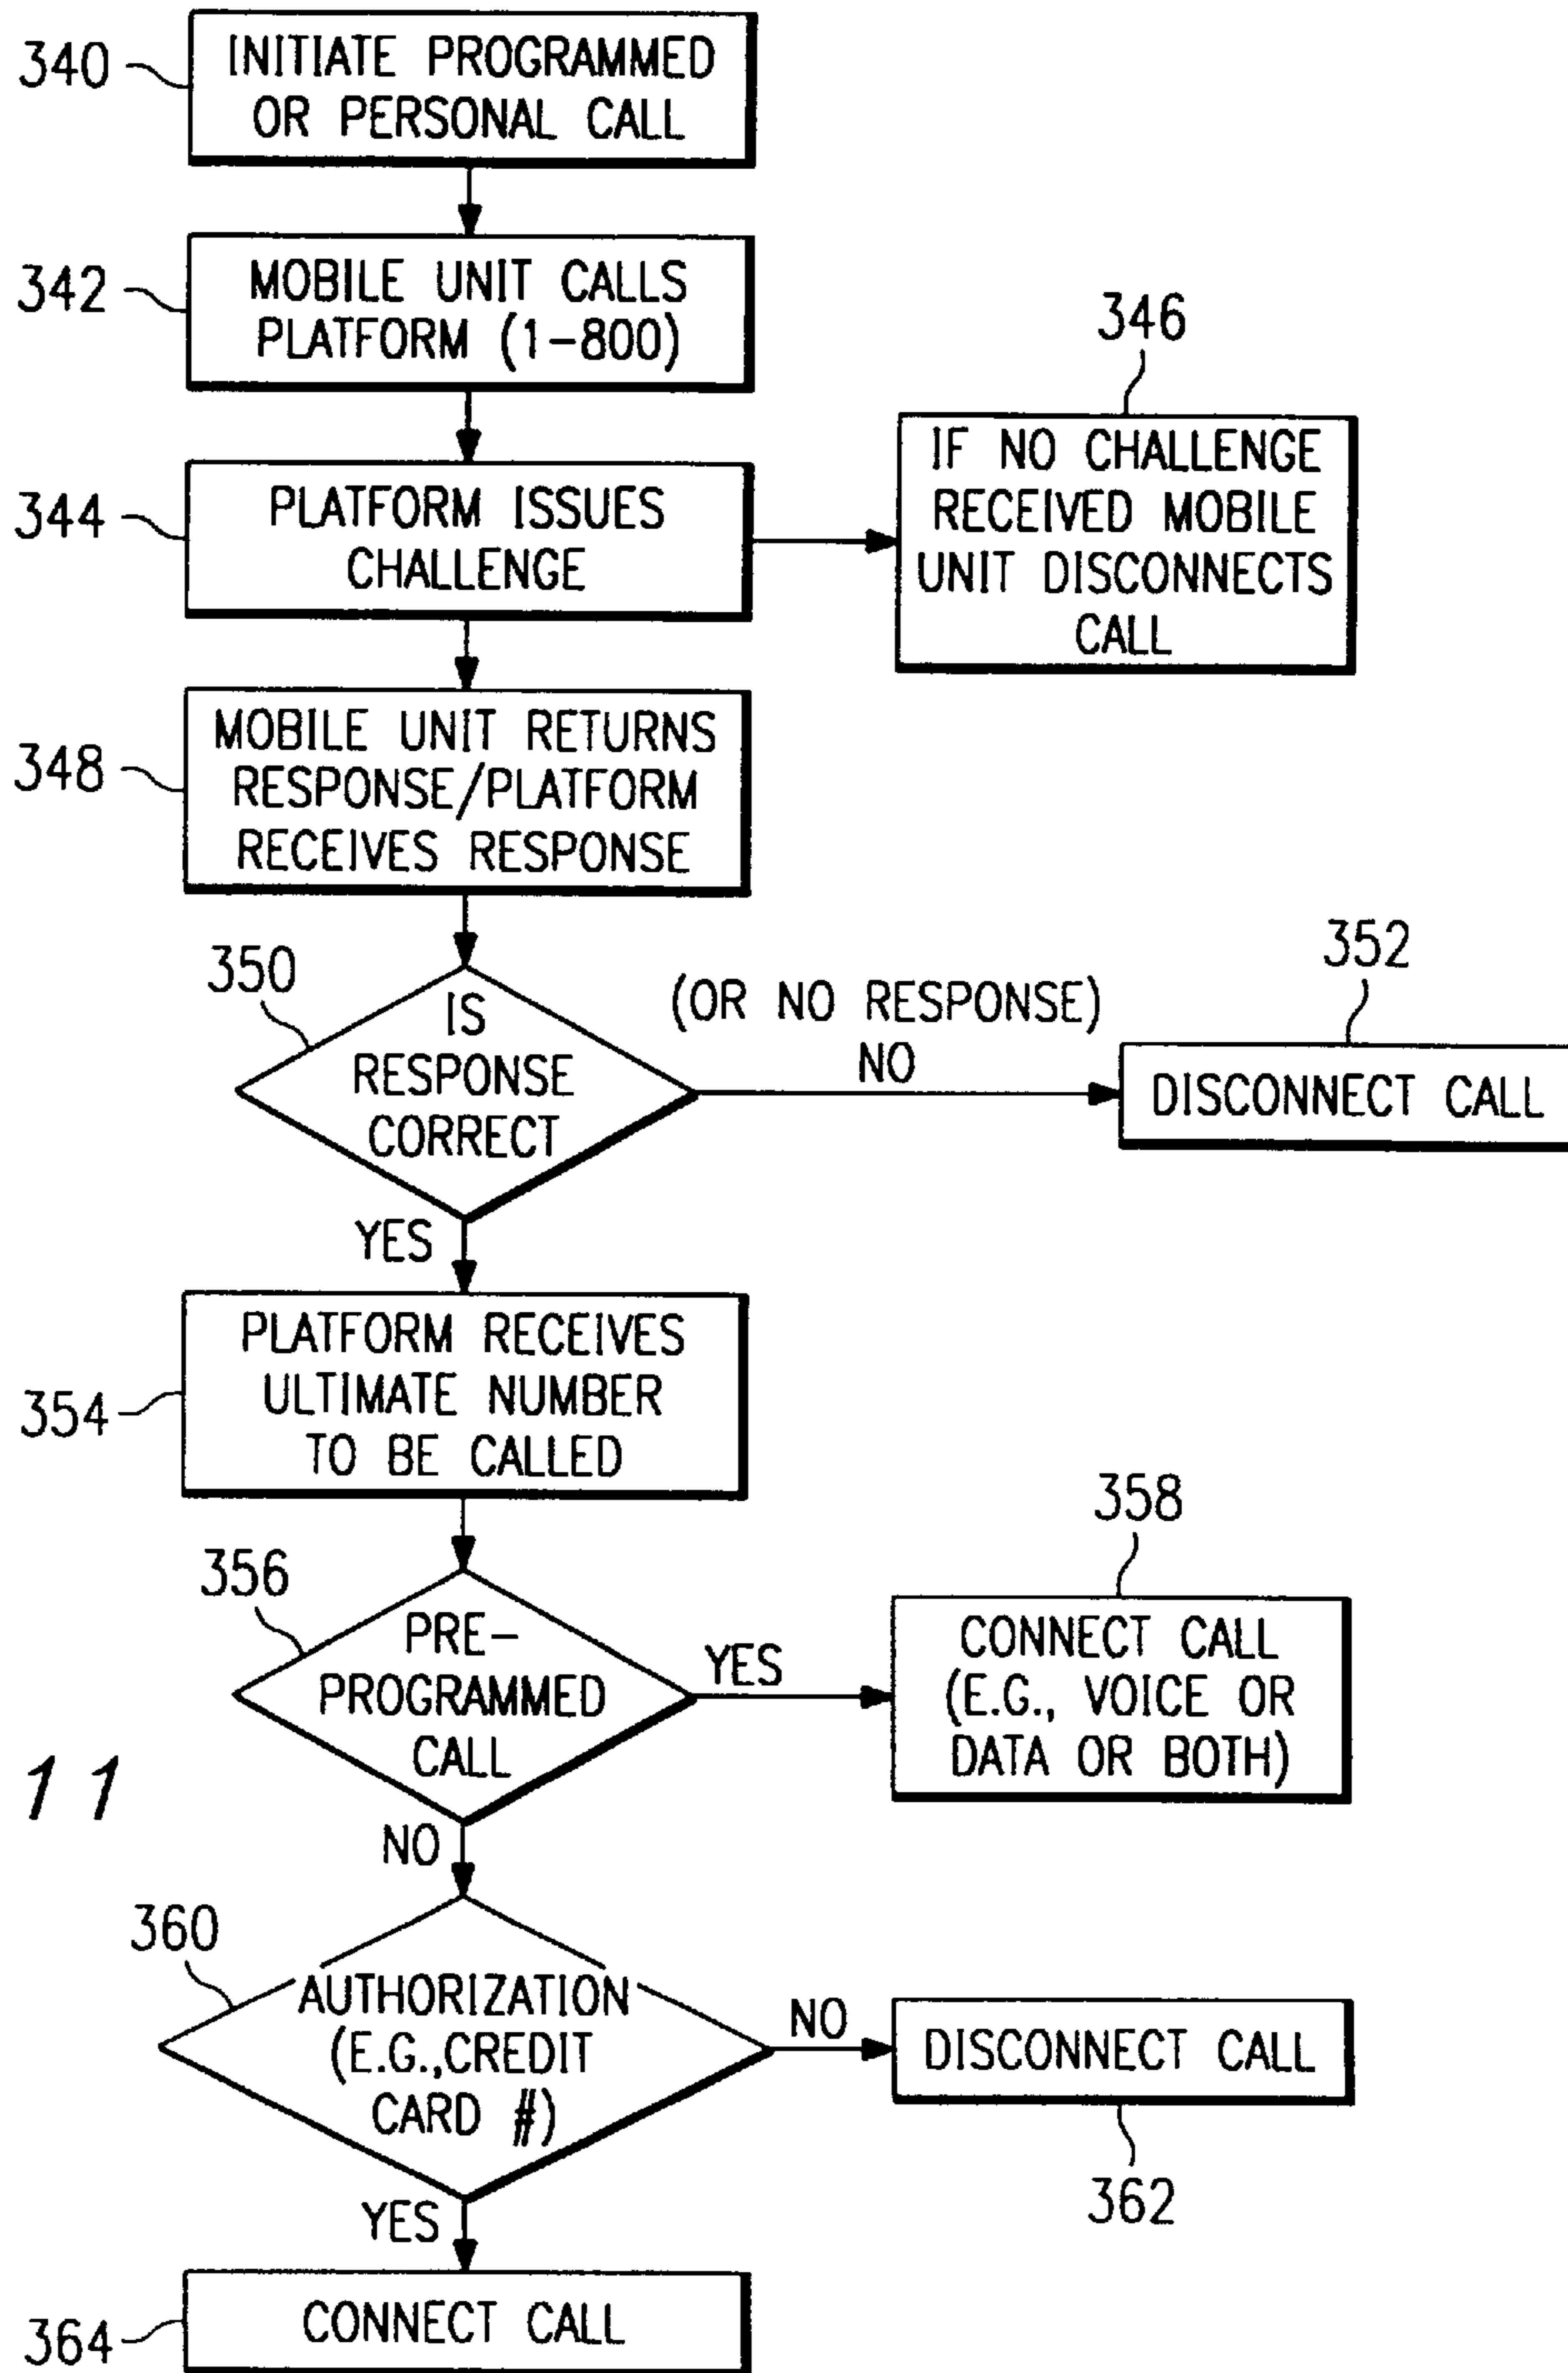 340
INITIATE PROGRAMMED
OR PERSONAL CALL
342
MOBILE UNIT CALLS
PLATFORM (1-800)
344
PLATFORM ISSUES
CHALLENGE
346
IF NO CHALLENGE
RECEIVED MOBILE
UNIT DISCONNECTS
CALL
348
MOBILE UNIT RETURNS
RESPONSE/PLATFORM
RECEIVES RESPONSE
350
IS
RESPONSE
CORRECT
(OR NO RESPONSE)
NO
352
DISCONNECT CALL
YES
354
PLATFORM RECEIVES
ULTIMATE NUMBER
TO BE CALLED
356
PRE-
PROGRAMMED
CALL
YES
358
CONNECT CALL
(E.G., VOICE OR
DATA OR BOTH)
11
NO
360
AUTHORIZATION
(E.G.,CREDIT
CARD #)
NO
DISCONNECT CALL
362
YES
364
CONNECT CALL